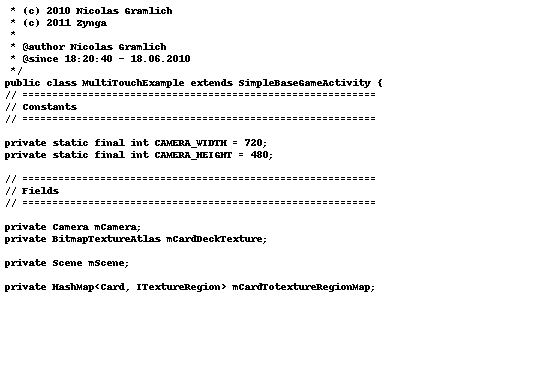 * (c) 2010 Nicolas Gramlich
* (c) 2011 Zynga
*
* @author Nicolas Gramlich
* @since 18:20:40 - 18.06.2010
*/
public class MultiTouchExample extends SimpleBaseGameActivity {
// ===========================================================
// Constants
// ===========================================================
private static final int CAMERA_WIDTH = 720;
private static final int CAMERA_HEIGHT = 480;
// ===========================================================
// Fields
// ===========================================================
private Camera mCamera;
private BitmapTextureAtlas mCardDeckTexture;
private Scene mScene;
private HashMap<Card, ITextureRegion> mCardTotextureRegionMap;